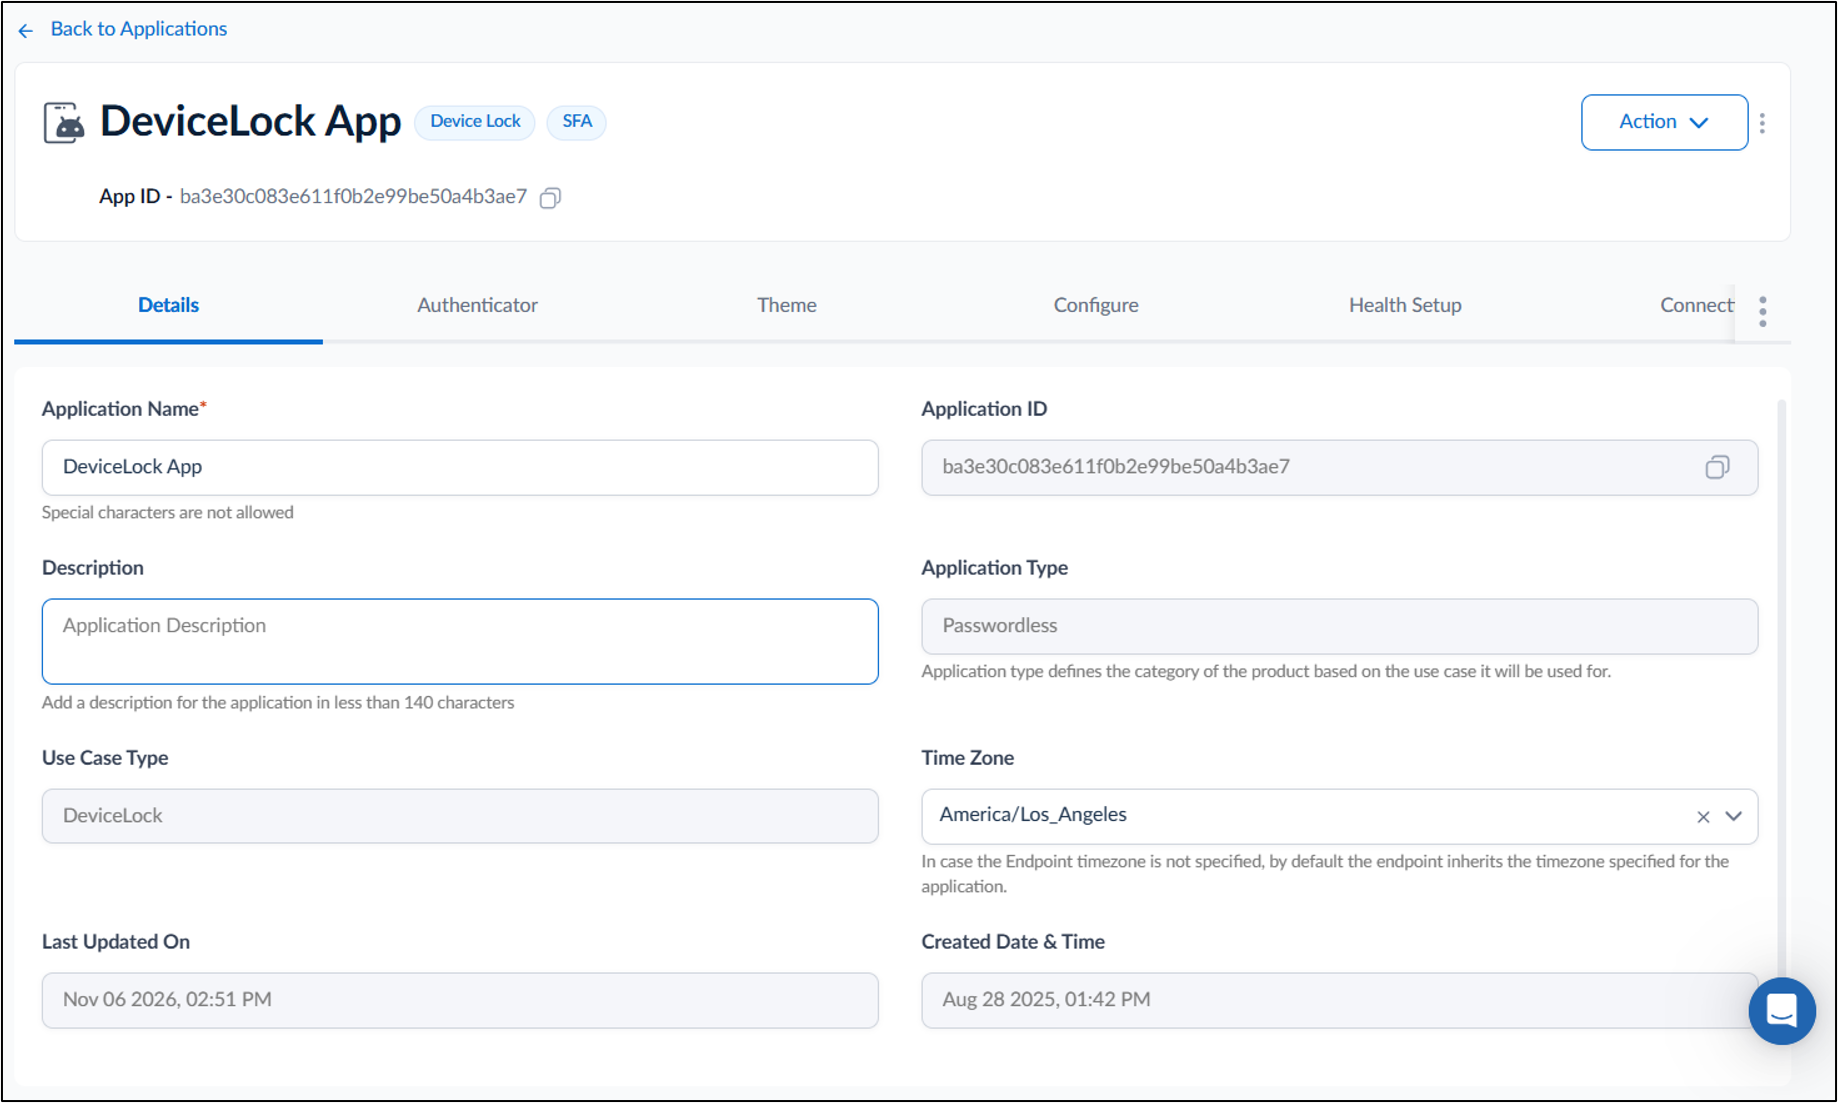 Back to Applications
DeviceLock App
Device Lock
SFA
Action
App ID - ba3e30c083e611f0b2e99be50a4b3ae7
Details
Authenticator
Theme
Configure
Health Setup
Connect
Application Name*
DeviceLock App
Special characters are not allowed
Application ID
ba3e30c083e611f0b2e99be50a4b3ae7
Description
Application Description
Add a description for the application in less than 140 characters
Application Type
Passwordless
Application type defines the category of the product based on the use case it will be used for.
Use Case Type
DeviceLock
Time Zone
America/Los_Angeles
In case the Endpoint timezone is not specified, by default the endpoint inherits the timezone specified for the
application.
Last Updated On
Nov 06 2026, 02:51 PM
Created Date & Time
Aug 28 2025, 01:42 PM